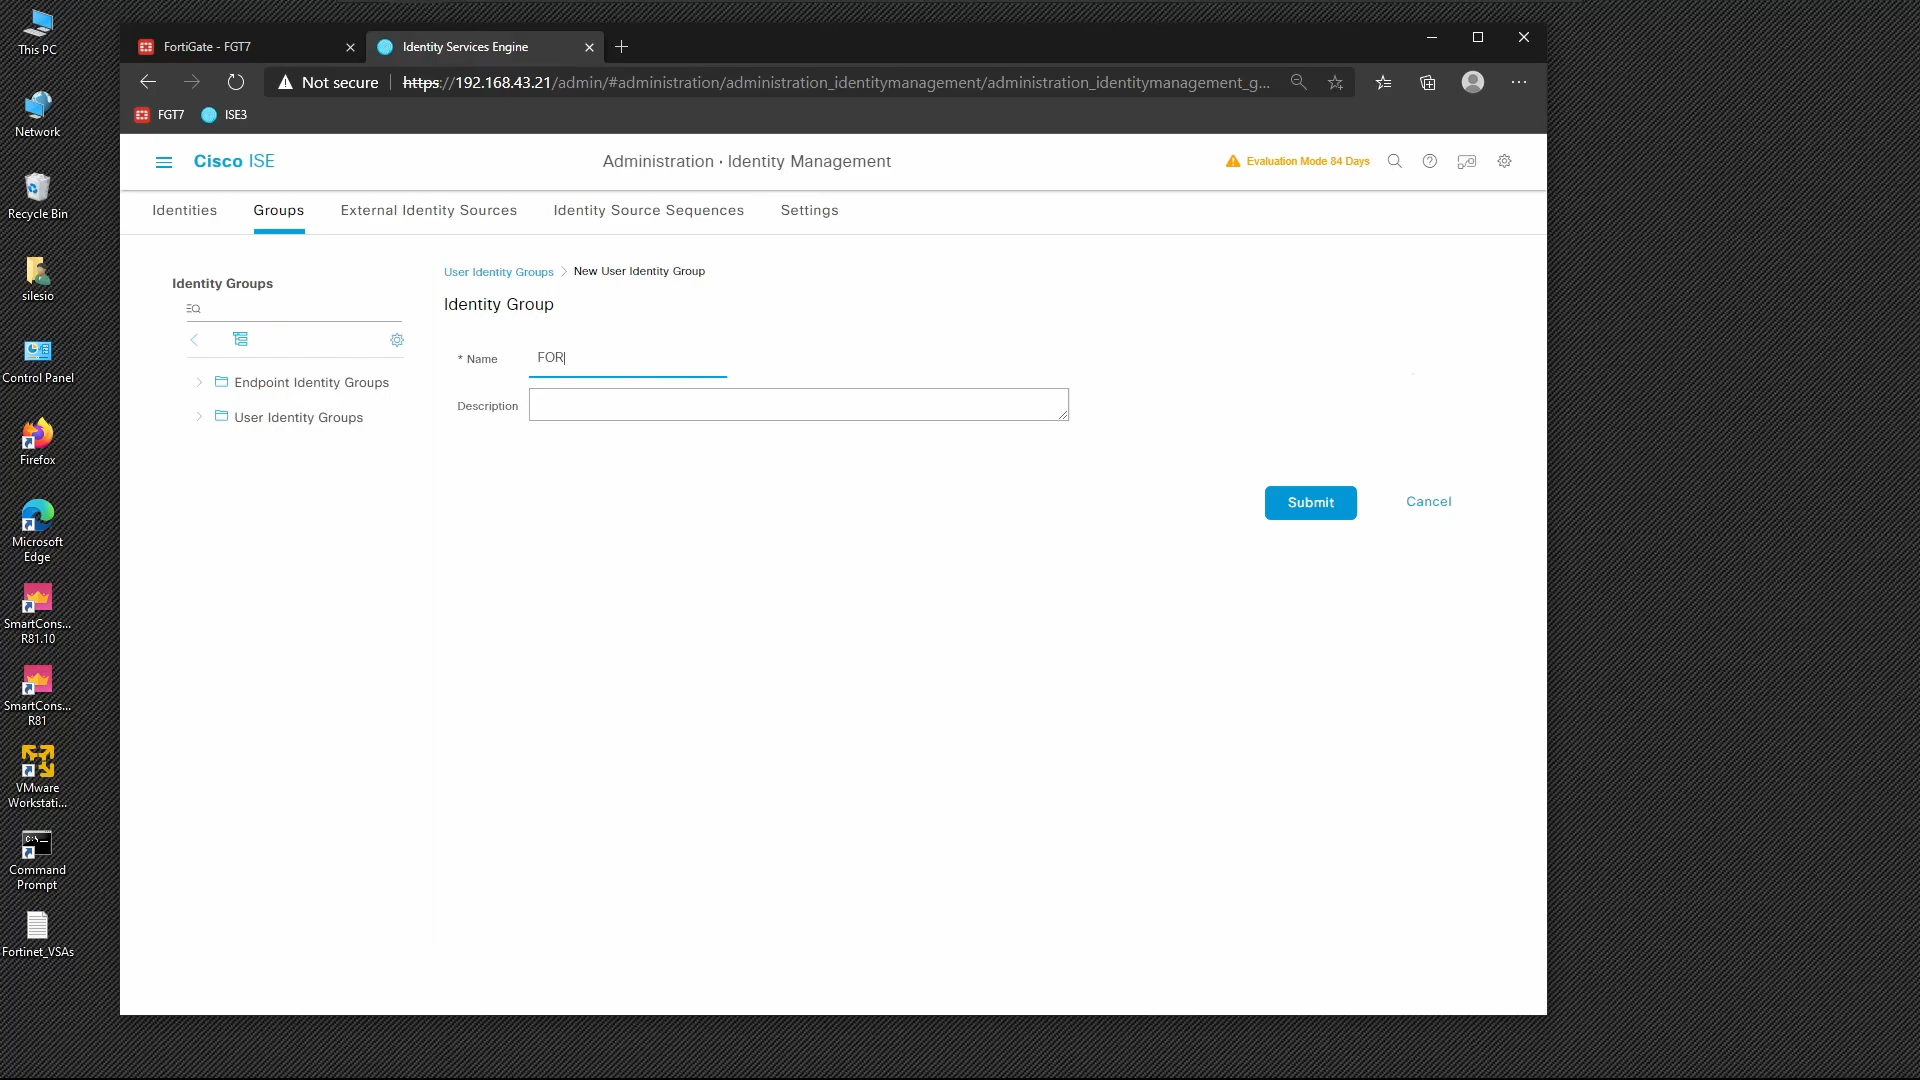 This PC
Network
Recycle Bin
silesio
Control Panel
Firefox
Microsoft
Edge
SmartCons...
R81.10
SmartCons...
R81
VMware
Workstati...
Command
Prompt
Fortinet_VSAs
FortiGate - FGT7
Identity Services Engine
Not secure
https://192.168.43.21/admin/#administration/administration_identitymanagement/administration_identitymanagement_g...
FGT7
ISE3
Cisco ISE
Administration · Identity Management
Evaluation Mode 84 Days
Identities
Groups
External Identity Sources
Identity Source Sequences
Settings
Identity Groups
Endpoint Identity Groups
User Identity Groups
User Identity Groups > New User Identity Group
Identity Group
* Name
FOR
Description
Submit
Cancel